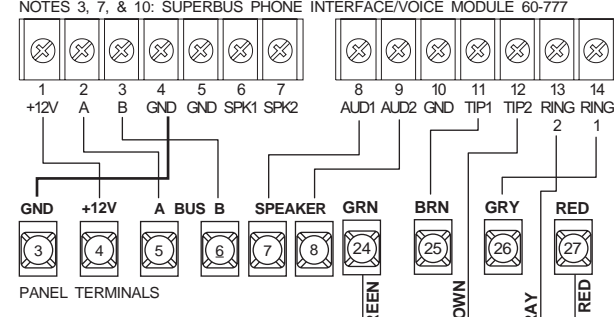 NOTES 3, 7, & 10: SUPERBUS PHONE INTERFACE/VOICE MODULE 60-777
1 2 3 4 5 6 7 8 9 10 11 12 13 14
+12V A B GND GND SPK1 SPK2 AUD1 AUD2 GND TIP1 TIP2 RING RING
2 1
GND +12V A BUS B SPEAKER GRN BRN GRY RED
3 4 5 6 7 8 24 25 26 27
PANEL TERMINALS
RED